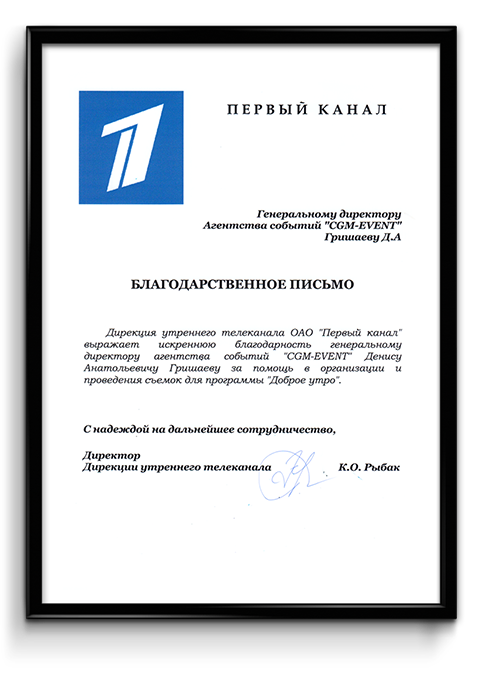 ПЕРВЫЙ КАНАЛ
Генеральному директору
Агентства событий "CGM-EVENT"
Гришаеву Д.А
БЛАГОДАРСТВЕННОЕ ПИСЬМО
Дирекция утреннего телеканала ОАО "Первый канал"
выражает искреннюю благодарность генеральному
директору агентства событий "CGM-EVENT" Денису
Анатольевичу Гришаеву за помощь в организации и
проведения съемок для программы "Доброе утро".
С надеждой на дальнейшее сотрудничество,
Директор
Дирекции утреннего телеканала К.О. Рыбак